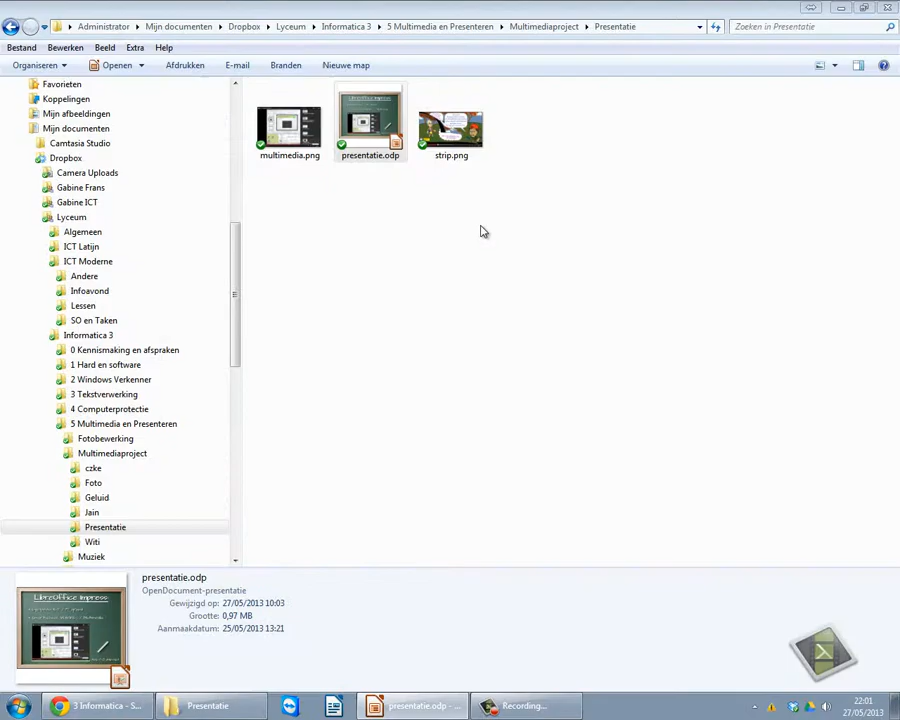 Administrator
Mijn documenten
Dropbox
Lyceum
Informatica 3
5 Multimedia en Presenteren
Multimediaproject
Presentatie
Zoeken in Presentatie
Bestand
Bewerken
Beeld
Extra
Help
Organiseren
Openen
Afdrukken
E-mail
Branden
Nieuwe map
Favorieten
Koppelingen
Mijn afbeeldingen
Mijn documenten
Camtasia Studio
Dropbox
Camera Uploads
Gabine Frans
Gabine ICT
Lyceum
Algemeen
ICT Latijn
ICT Moderne
Andere
Infoavond
Lessen
SO en Taken
Informatica 3
0 Kennismaking en afspraken
1 Hard en software
2 Windows Verkenner
3 Tekstverwerking
4 Computerprotectie
5 Multimedia en Presenteren
Fotobewerking
Multimediaproject
czke
Foto
Geluid
Jain
Presentatie
Witi
Muziek
multimedia.png
presentatie.odp
strip.png
LibreOffice Impress
presentatie.odp
OpenDocument-presentatie
Gewijzigd op: 27/05/2013 10:03
Grootte: 0,97 MB
Aanmaakdatum: 25/05/2013 13:21
3 Informatica - S...
Presentatie
presentatie.odp - ...
Recording...
22:01
27/05/2013